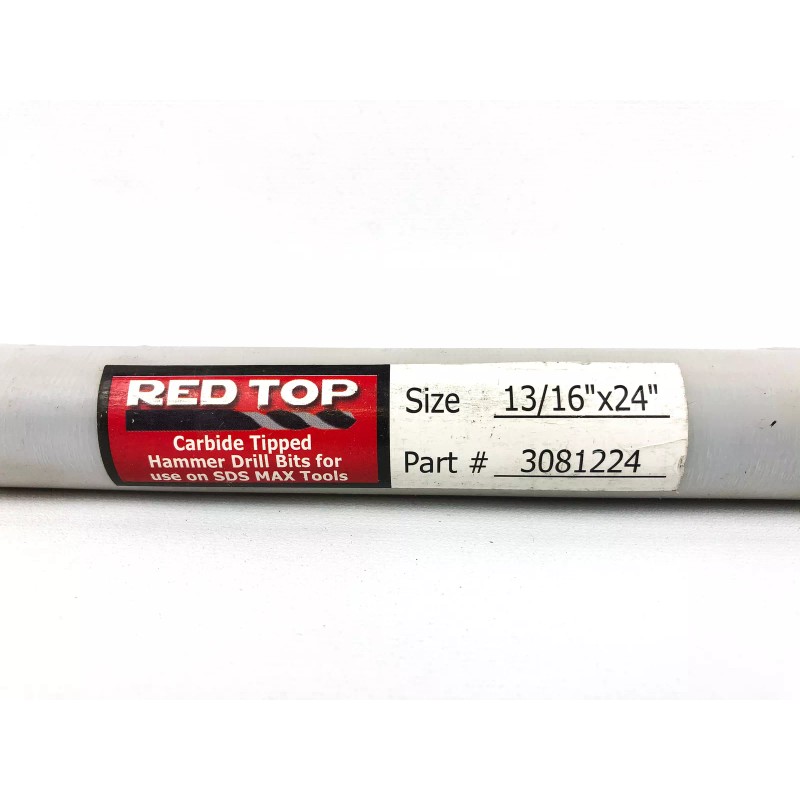 RED TOP
Carbide Tipped
Hammer Drill Bits for
use on SDS MAX Tools
Size 13/16"x24"
Part # 3081224